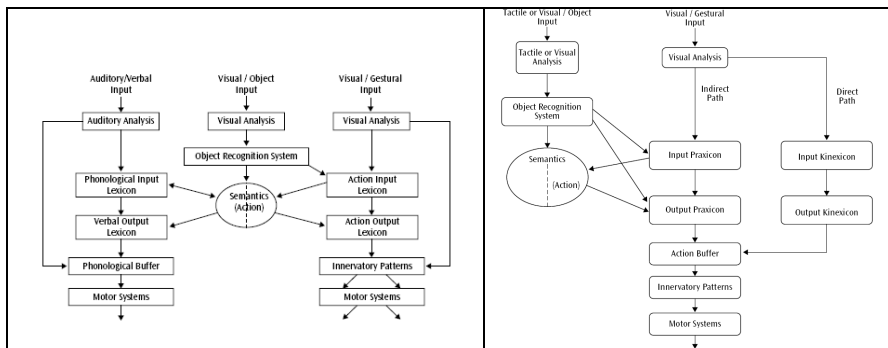 Auditory/Verbal
Input
Visual / Object
Input
Visual / Gestural
Input
Auditory Analysis
Visual Analysis
Visual Analysis
Object Recognition System
Phonological Input
Lexicon
Semantics
(Action)
Action Input
Lexicon
Verbal Output
Lexicon
Action Output
Lexicon
Phonological Buffer
Innervatory Patterns
Motor Systems
Motor Systems
Tactile or Visual / Object
Input
Visual / Gestural
Input
Tactile or Visual
Analysis
Visual Analysis
Indirect
Path
Direct
Path
Object Recognition
System
Semantics
(Action)
Input Praxicon
Input Kinexicon
Output Praxicon
Output Kinexicon
Action Buffer
Innervatory Patterns
Motor Systems